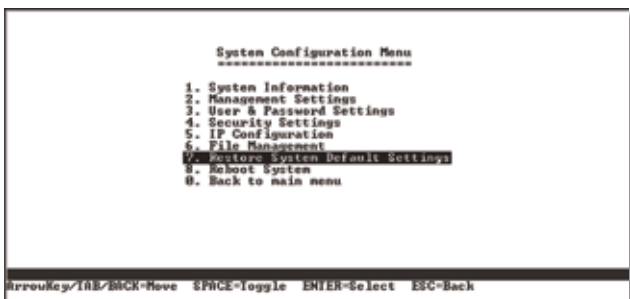 System Configuration Menu
=========================
1. System Information
2. Management Settings
3. User & Password Settings
4. Security Settings
5. IP Configuration
6. File Management
7. Restore System Default Settings
8. Reboot System
0. Back to main menu
ArrowKey/TAB/BACK=Move SPACE=Toggle ENTER=Select ESC=Back